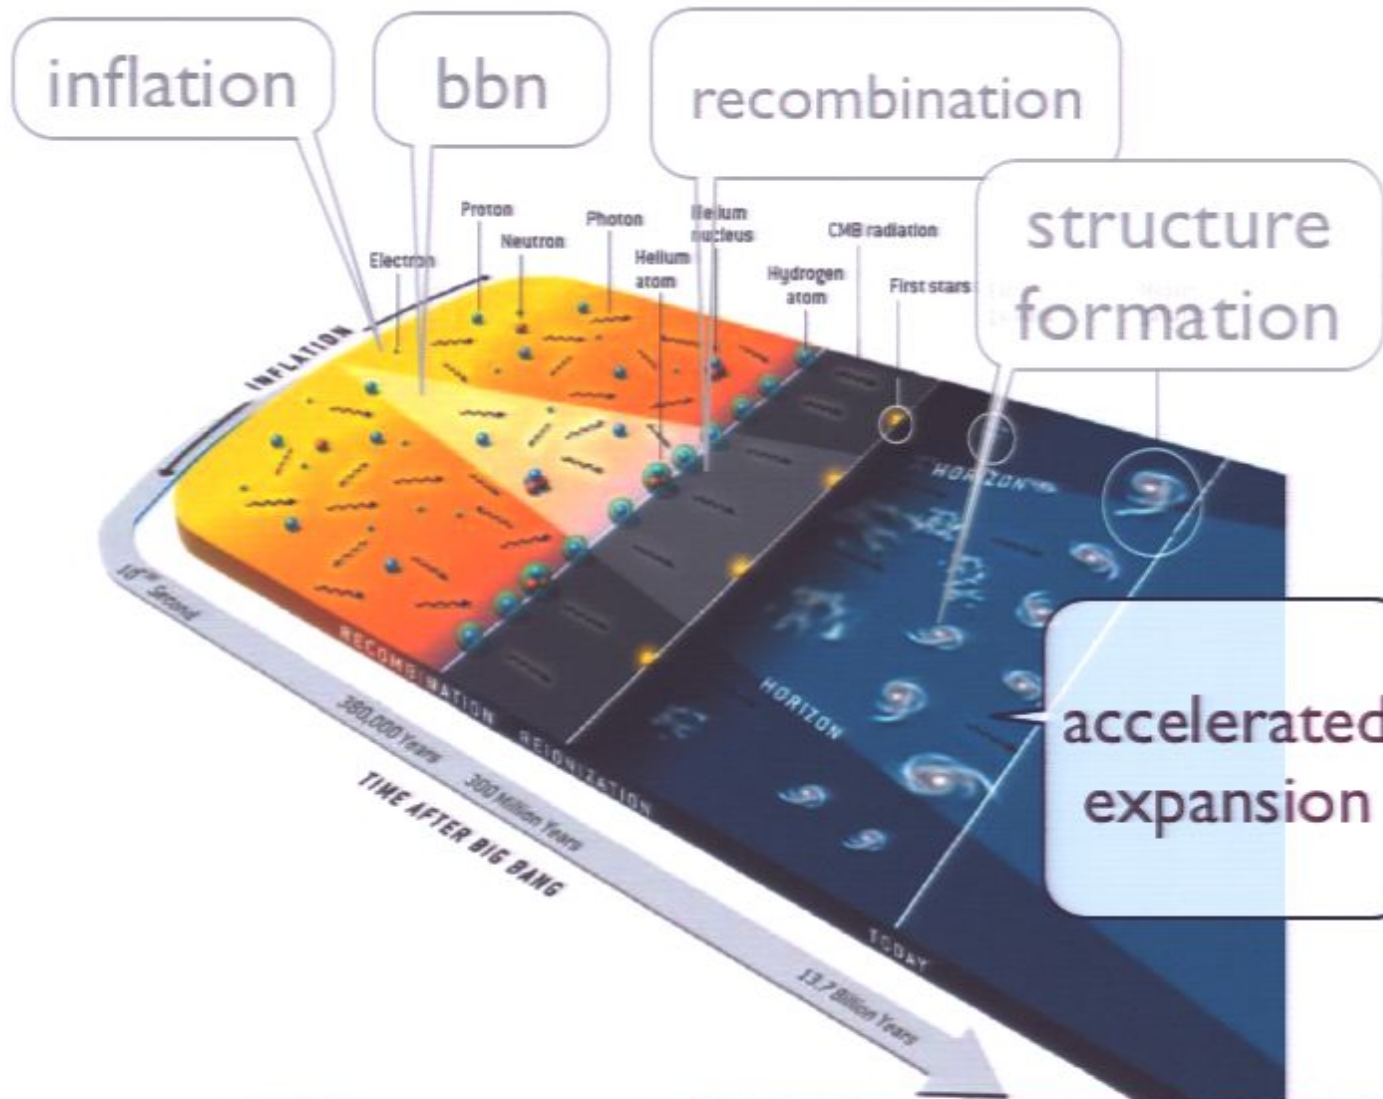 inflation
bbn
recombination
structure
formation
Proton
Photon
Helium
nucleus
Neutron
CMB radiation
Electron
Helium
atom
Hydrogen
atom
First stars
INFLATION
HORIZON
HORIZON
accelerated
expansion
Second
RECOMBINATION
380,000 Years
REIONIZATION
300 Million Years
TIME AFTER BIG BANG
TODAY
13.7 Billion Years